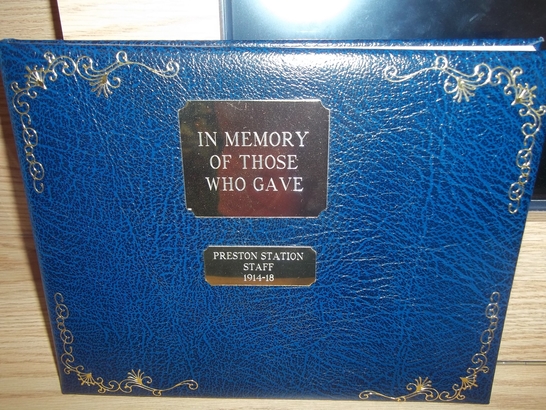 IN MEMORY
OF THOSE
WHO GAVE
PRESTON STATION
STAFF
1914-18